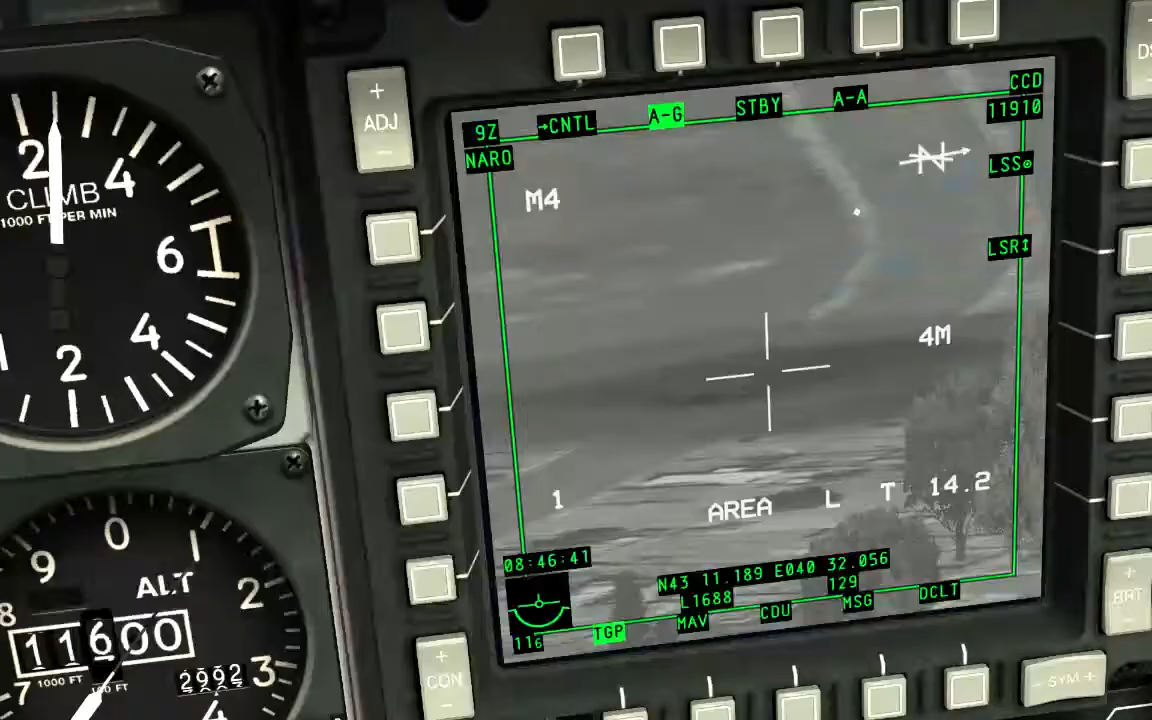 2
4
6
4
2
CLIMB
1000 FT PER MIN
+
ADJ
−
9Z →CNTL A-G STBY A-A CCD
NARO 11910
LSS
LSR↕
M4 N
4M
1 AREA L T 14.2
08:46:41
N43 11.189 E040 32.056
L1688 129
116 TGP MAV CDU MSG DCLT
+
CON
−
+
BRT
−
− SYM +
0
1
2
3
4
7
8
9
ALT
11600
1000 FT 100 FT
2992